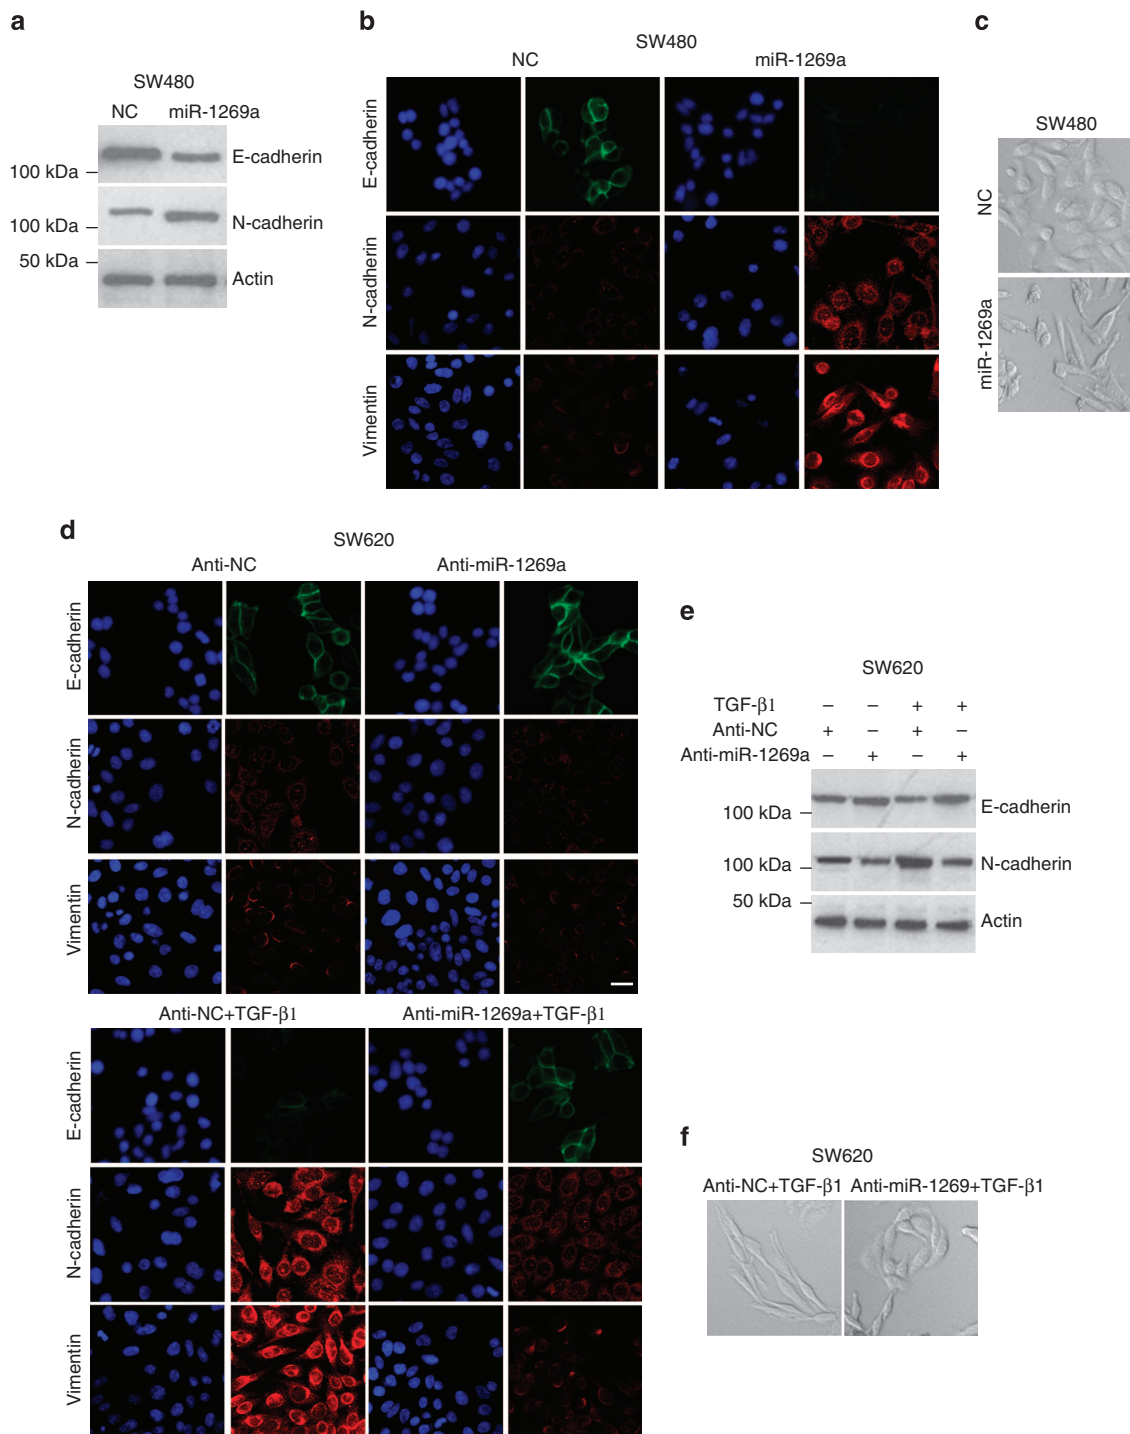 a
SW480
NC miR-1269a
E-cadherin
100 kDa
N-cadherin
100 kDa
50 kDa
Actin
b
SW480
NC miR-1269a
E-cadherin
N-cadherin
Vimentin
c
SW480
NC
miR-1269a
d
SW620
Anti-NC Anti-miR-1269a
E-cadherin
N-cadherin
Vimentin
Anti-NC+TGF-β1 Anti-miR-1269a+TGF-β1
E-cadherin
N-cadherin
Vimentin
e
SW620
TGF-β1 – – + +
Anti-NC + – + –
Anti-miR-1269a – + – +
E-cadherin
100 kDa
N-cadherin
100 kDa
50 kDa
Actin
f
SW620
Anti-NC+TGF-β1 Anti-miR-1269+TGF-β1